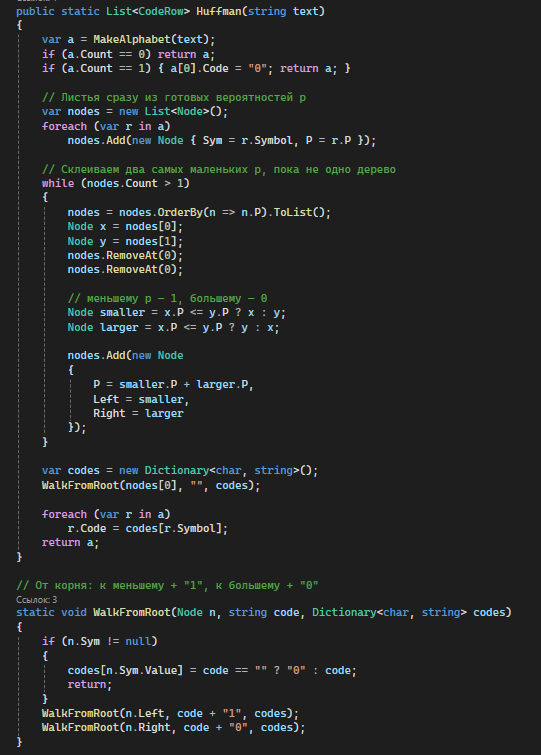 public static List<CodeRow> Huffman(string text)
{
    var a = MakeAlphabet(text);
    if (a.Count == 0) return a;
    if (a.Count == 1) { a[0].Code = "0"; return a; }

    // Листья сразу из готовых вероятностей p
    var nodes = new List<Node>();
    foreach (var r in a)
        nodes.Add(new Node { Sym = r.Symbol, P = r.P });

    // Склеиваем два самых маленьких p, пока не одно дерево
    while (nodes.Count > 1)
    {
        nodes = nodes.OrderBy(n => n.P).ToList();
        Node x = nodes[0];
        Node y = nodes[1];
        nodes.RemoveAt(0);
        nodes.RemoveAt(0);

        // меньшему p — 1, большему — 0
        Node smaller = x.P <= y.P ? x : y;
        Node larger = x.P <= y.P ? y : x;

        nodes.Add(new Node
        {
            P = smaller.P + larger.P,
            Left = smaller,
            Right = larger
        });
    }

    var codes = new Dictionary<char, string>();
    WalkFromRoot(nodes[0], "", codes);

    foreach (var r in a)
        r.Code = codes[r.Symbol];
    return a;
}

// От корня: к меньшему + "1", к большему + "0"
Ссылок: 3
static void WalkFromRoot(Node n, string code, Dictionary<char, string> codes)
{
    if (n.Sym != null)
    {
        codes[n.Sym.Value] = code == "" ? "0" : code;
        return;
    }
    WalkFromRoot(n.Left, code + "1", codes);
    WalkFromRoot(n.Right, code + "0", codes);
}